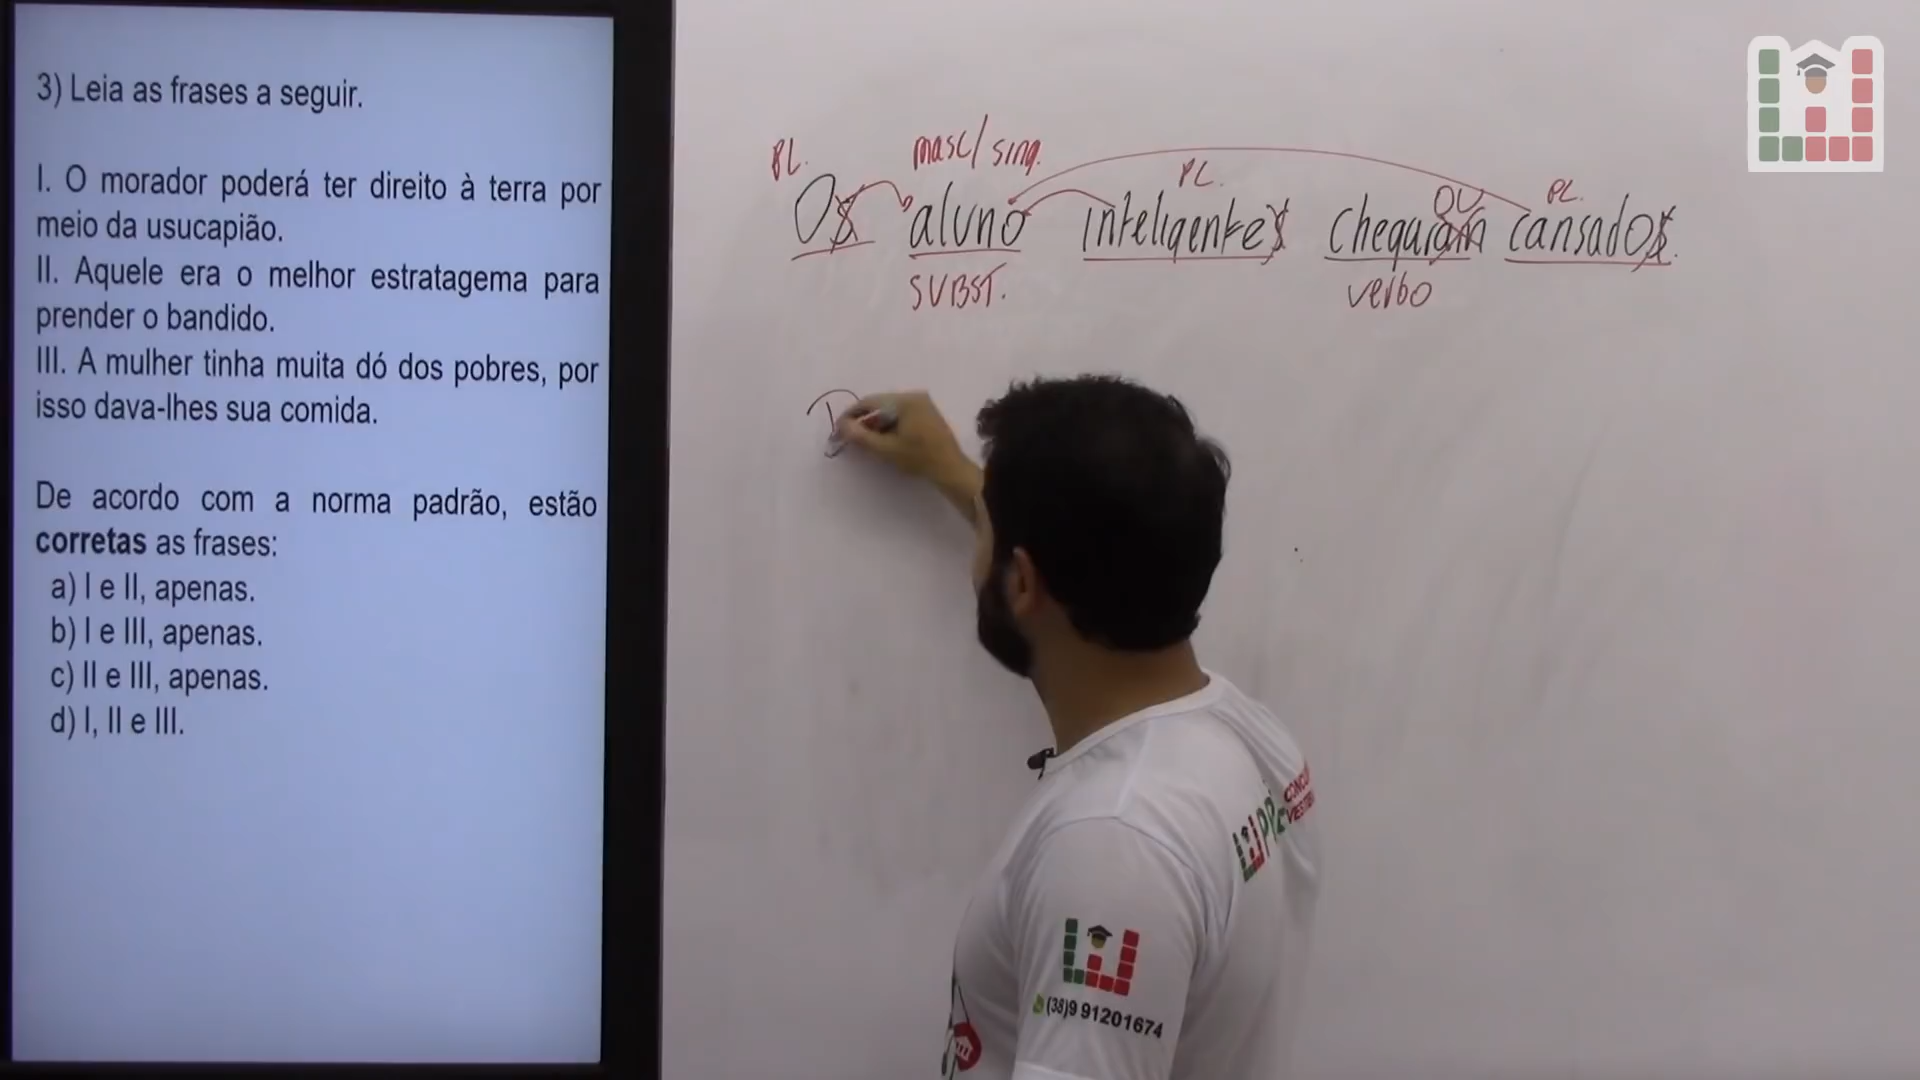 3) Leia as frases a seguir.
I. O morador poderá ter direito à terra por
meio da usucapião.
II. Aquele era o melhor estratagema para
prender o bandido.
III. A mulher tinha muita dó dos pobres, por
isso dava-lhes sua comida.
De acordo com a norma padrão, estão
corretas as frases:
a) I e II, apenas.
b) I e III, apenas.
c) II e III, apenas.
d) I, II e III.
PL. masc/sing. PL. OU PL.
Os aluno inteligentes chegaram cansados.
SUBST. verbo
(38)9 91201674